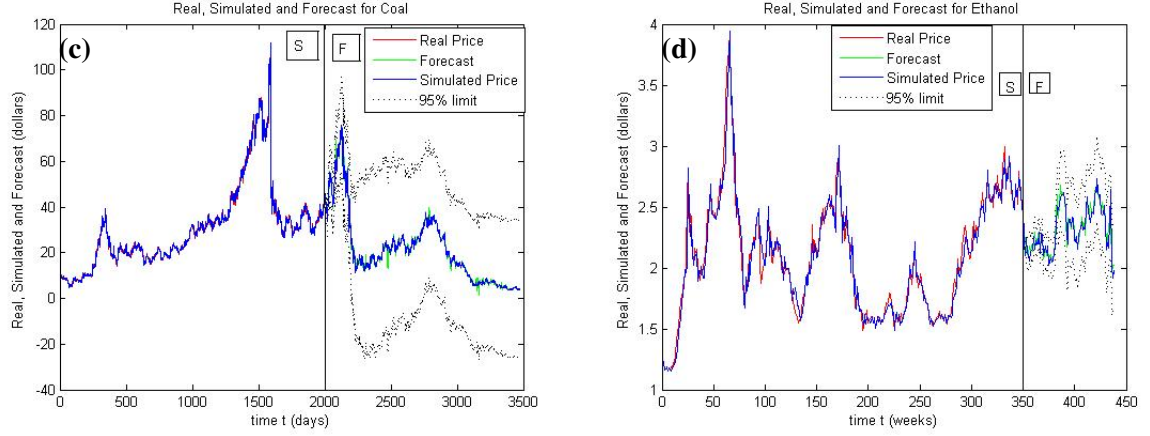 Real, Simulated and Forecast for Coal
(c)
S
F
Real Price
Forecast
Simulated Price
95% limit
Real, Simulated and Forecast (dollars)
120
100
80
60
40
20
0
-20
-40
0 500 1000 1500 2000 2500 3000 3500
time t (days)
Real, Simulated and Forecast for Ethanol
(d)
Real Price
Forecast
Simulated Price
95% limit
S
F
Real, Simulated and Forecast (dollars)
4
3.5
3
2.5
2
1.5
1
0 50 100 150 200 250 300 350 400 450
time t (weeks)